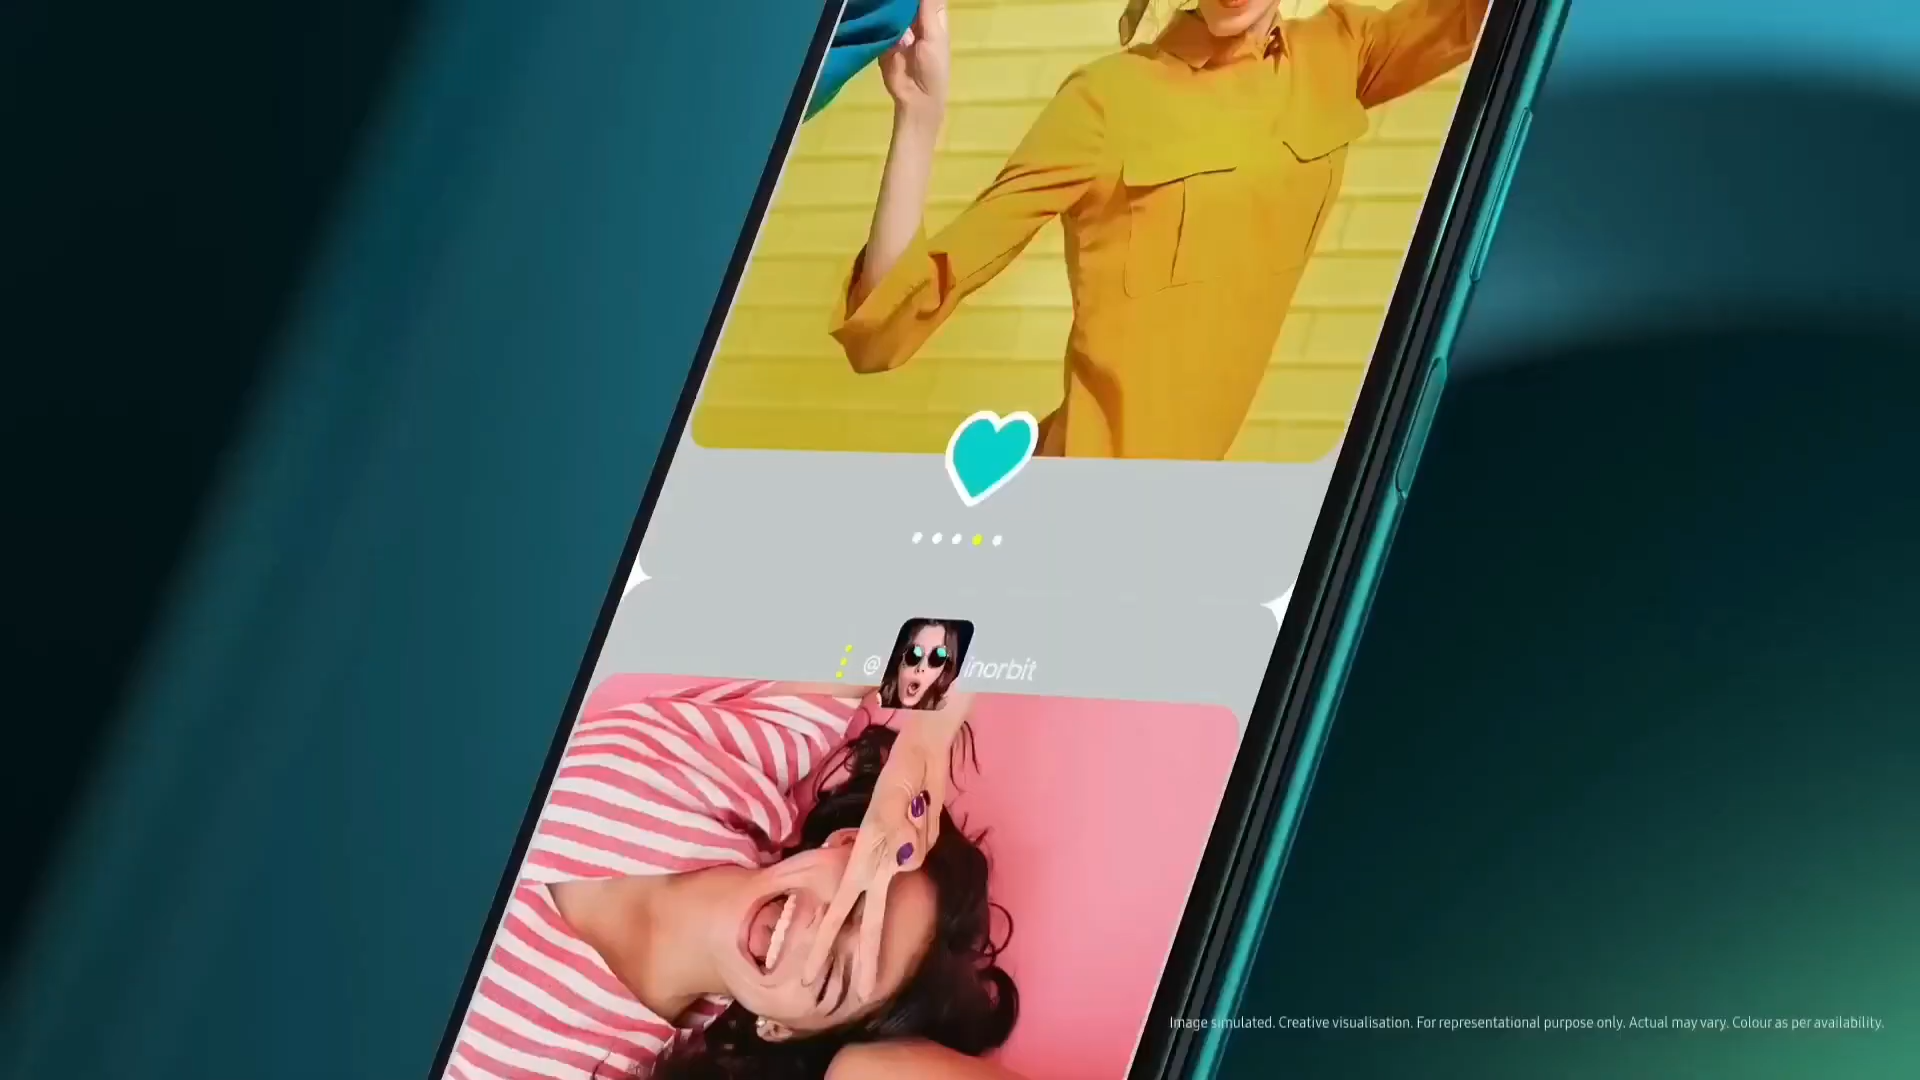 @
inorbit
Image simulated. Creative visualisation. For representational purpose only. Actual may vary. Colour as per availability.